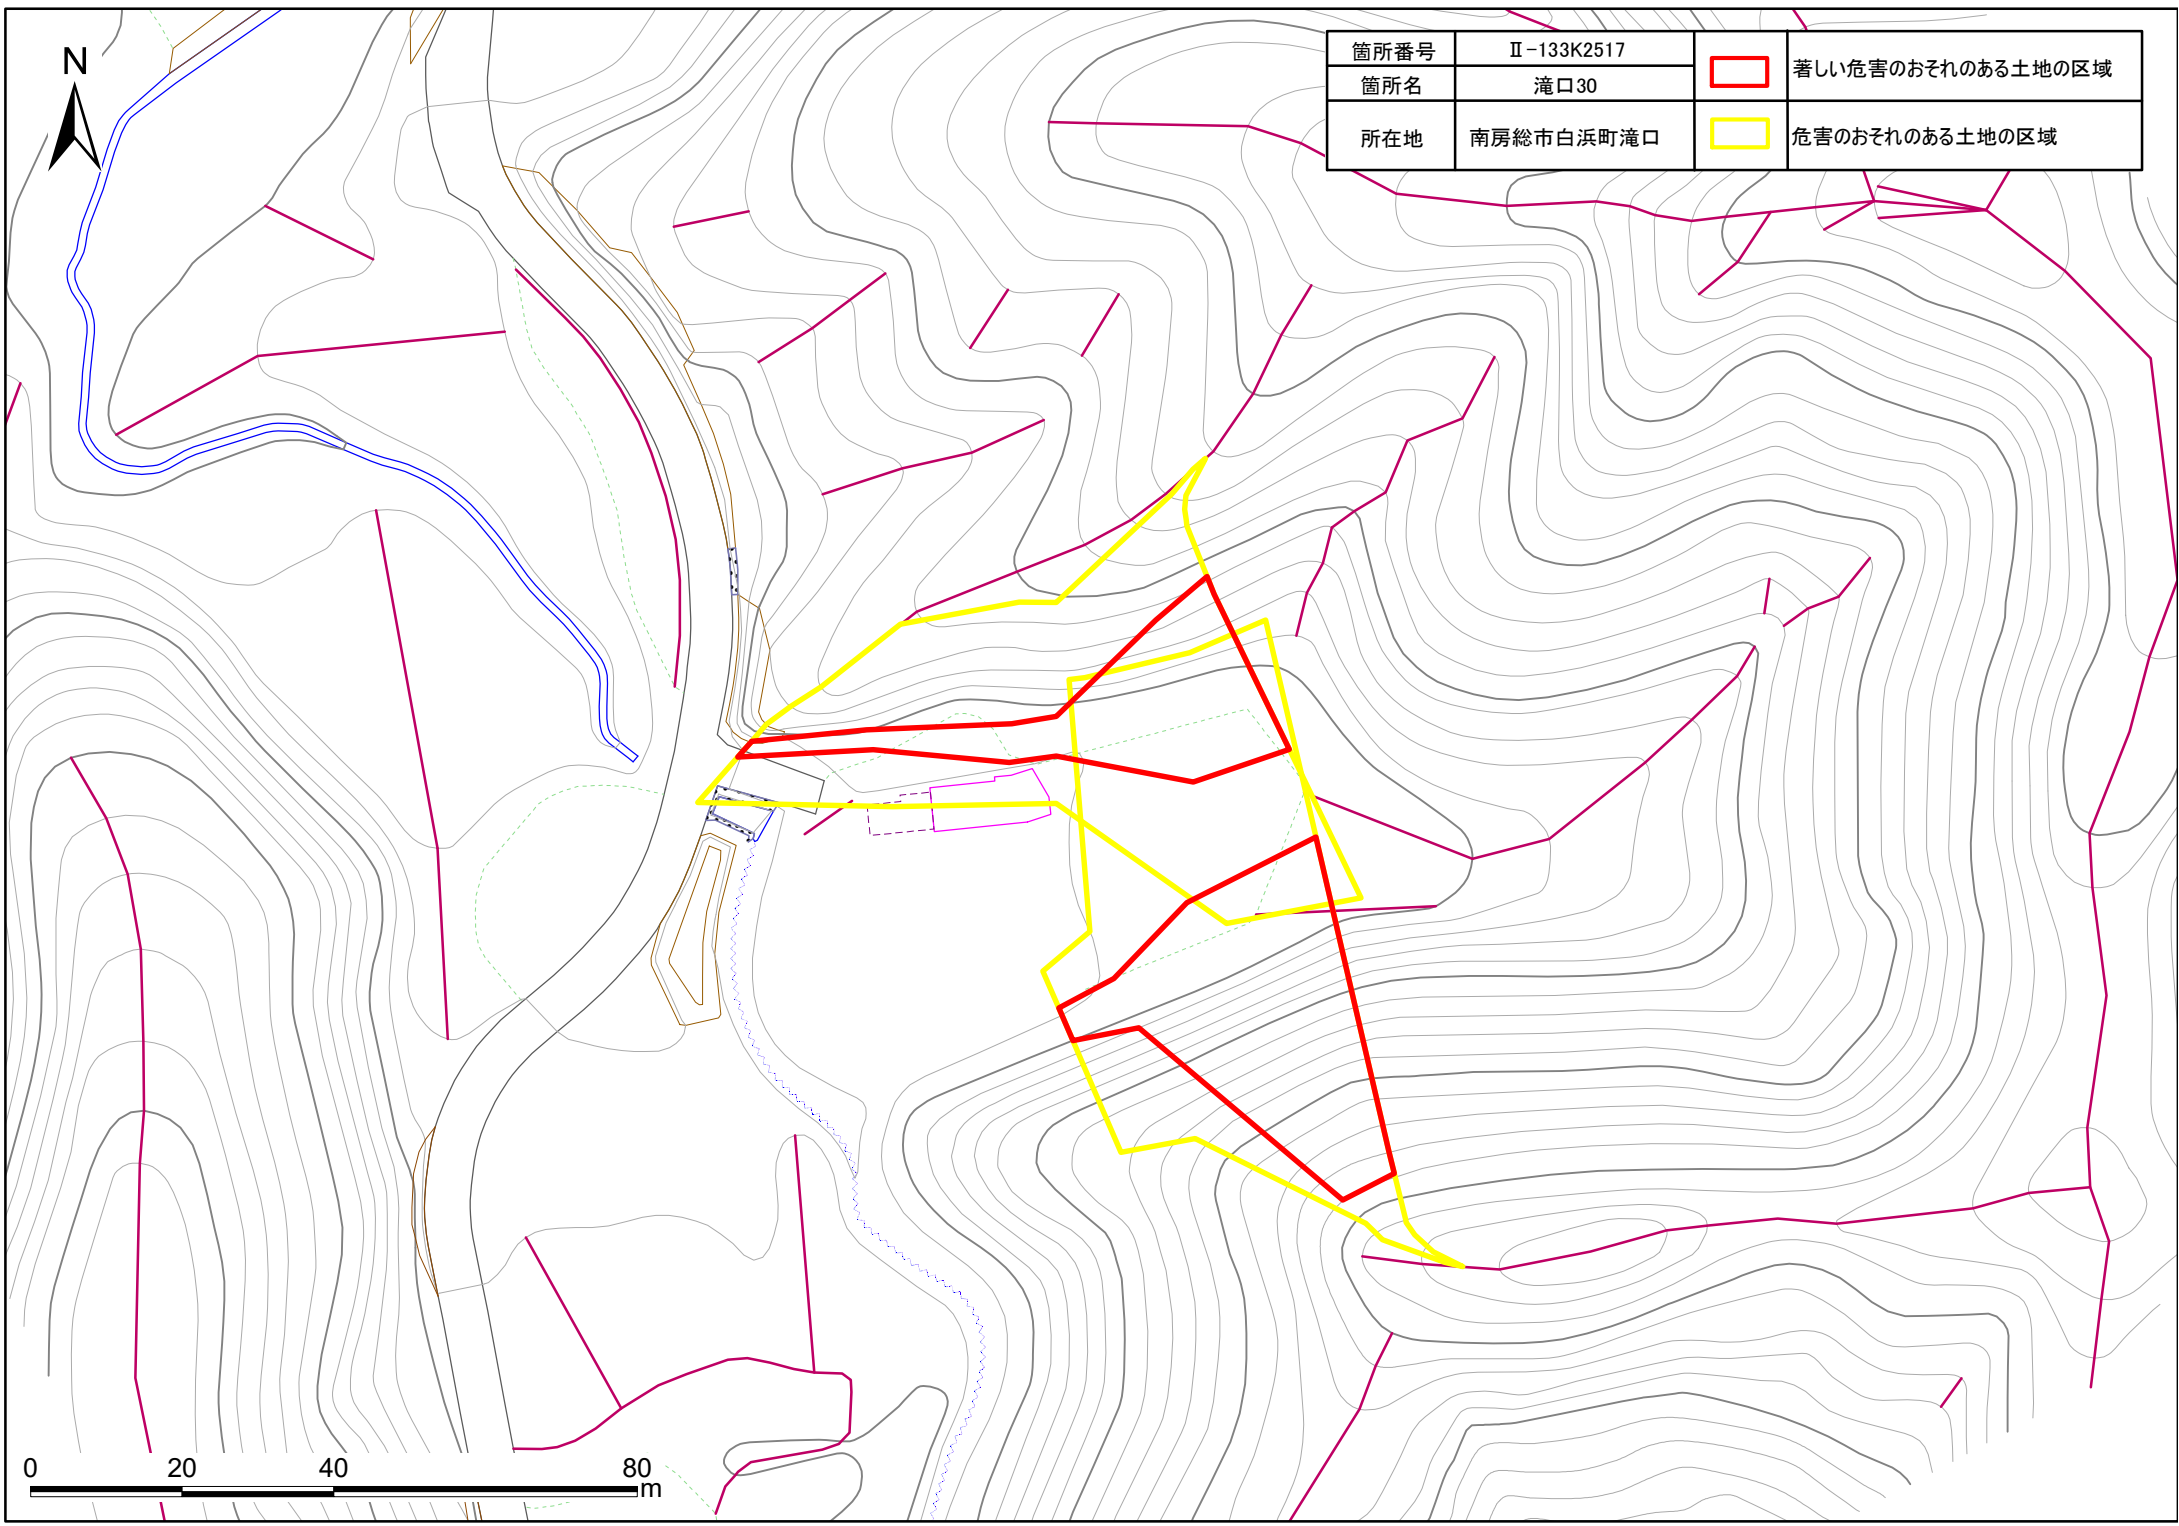 N
箇所番号 Ⅱ-133K2517
箇所名 滝口30
所在地 南房総市白浜町滝口
著しい危害のおそれのある土地の区域
危害のおそれのある土地の区域
0 20 40 80
m